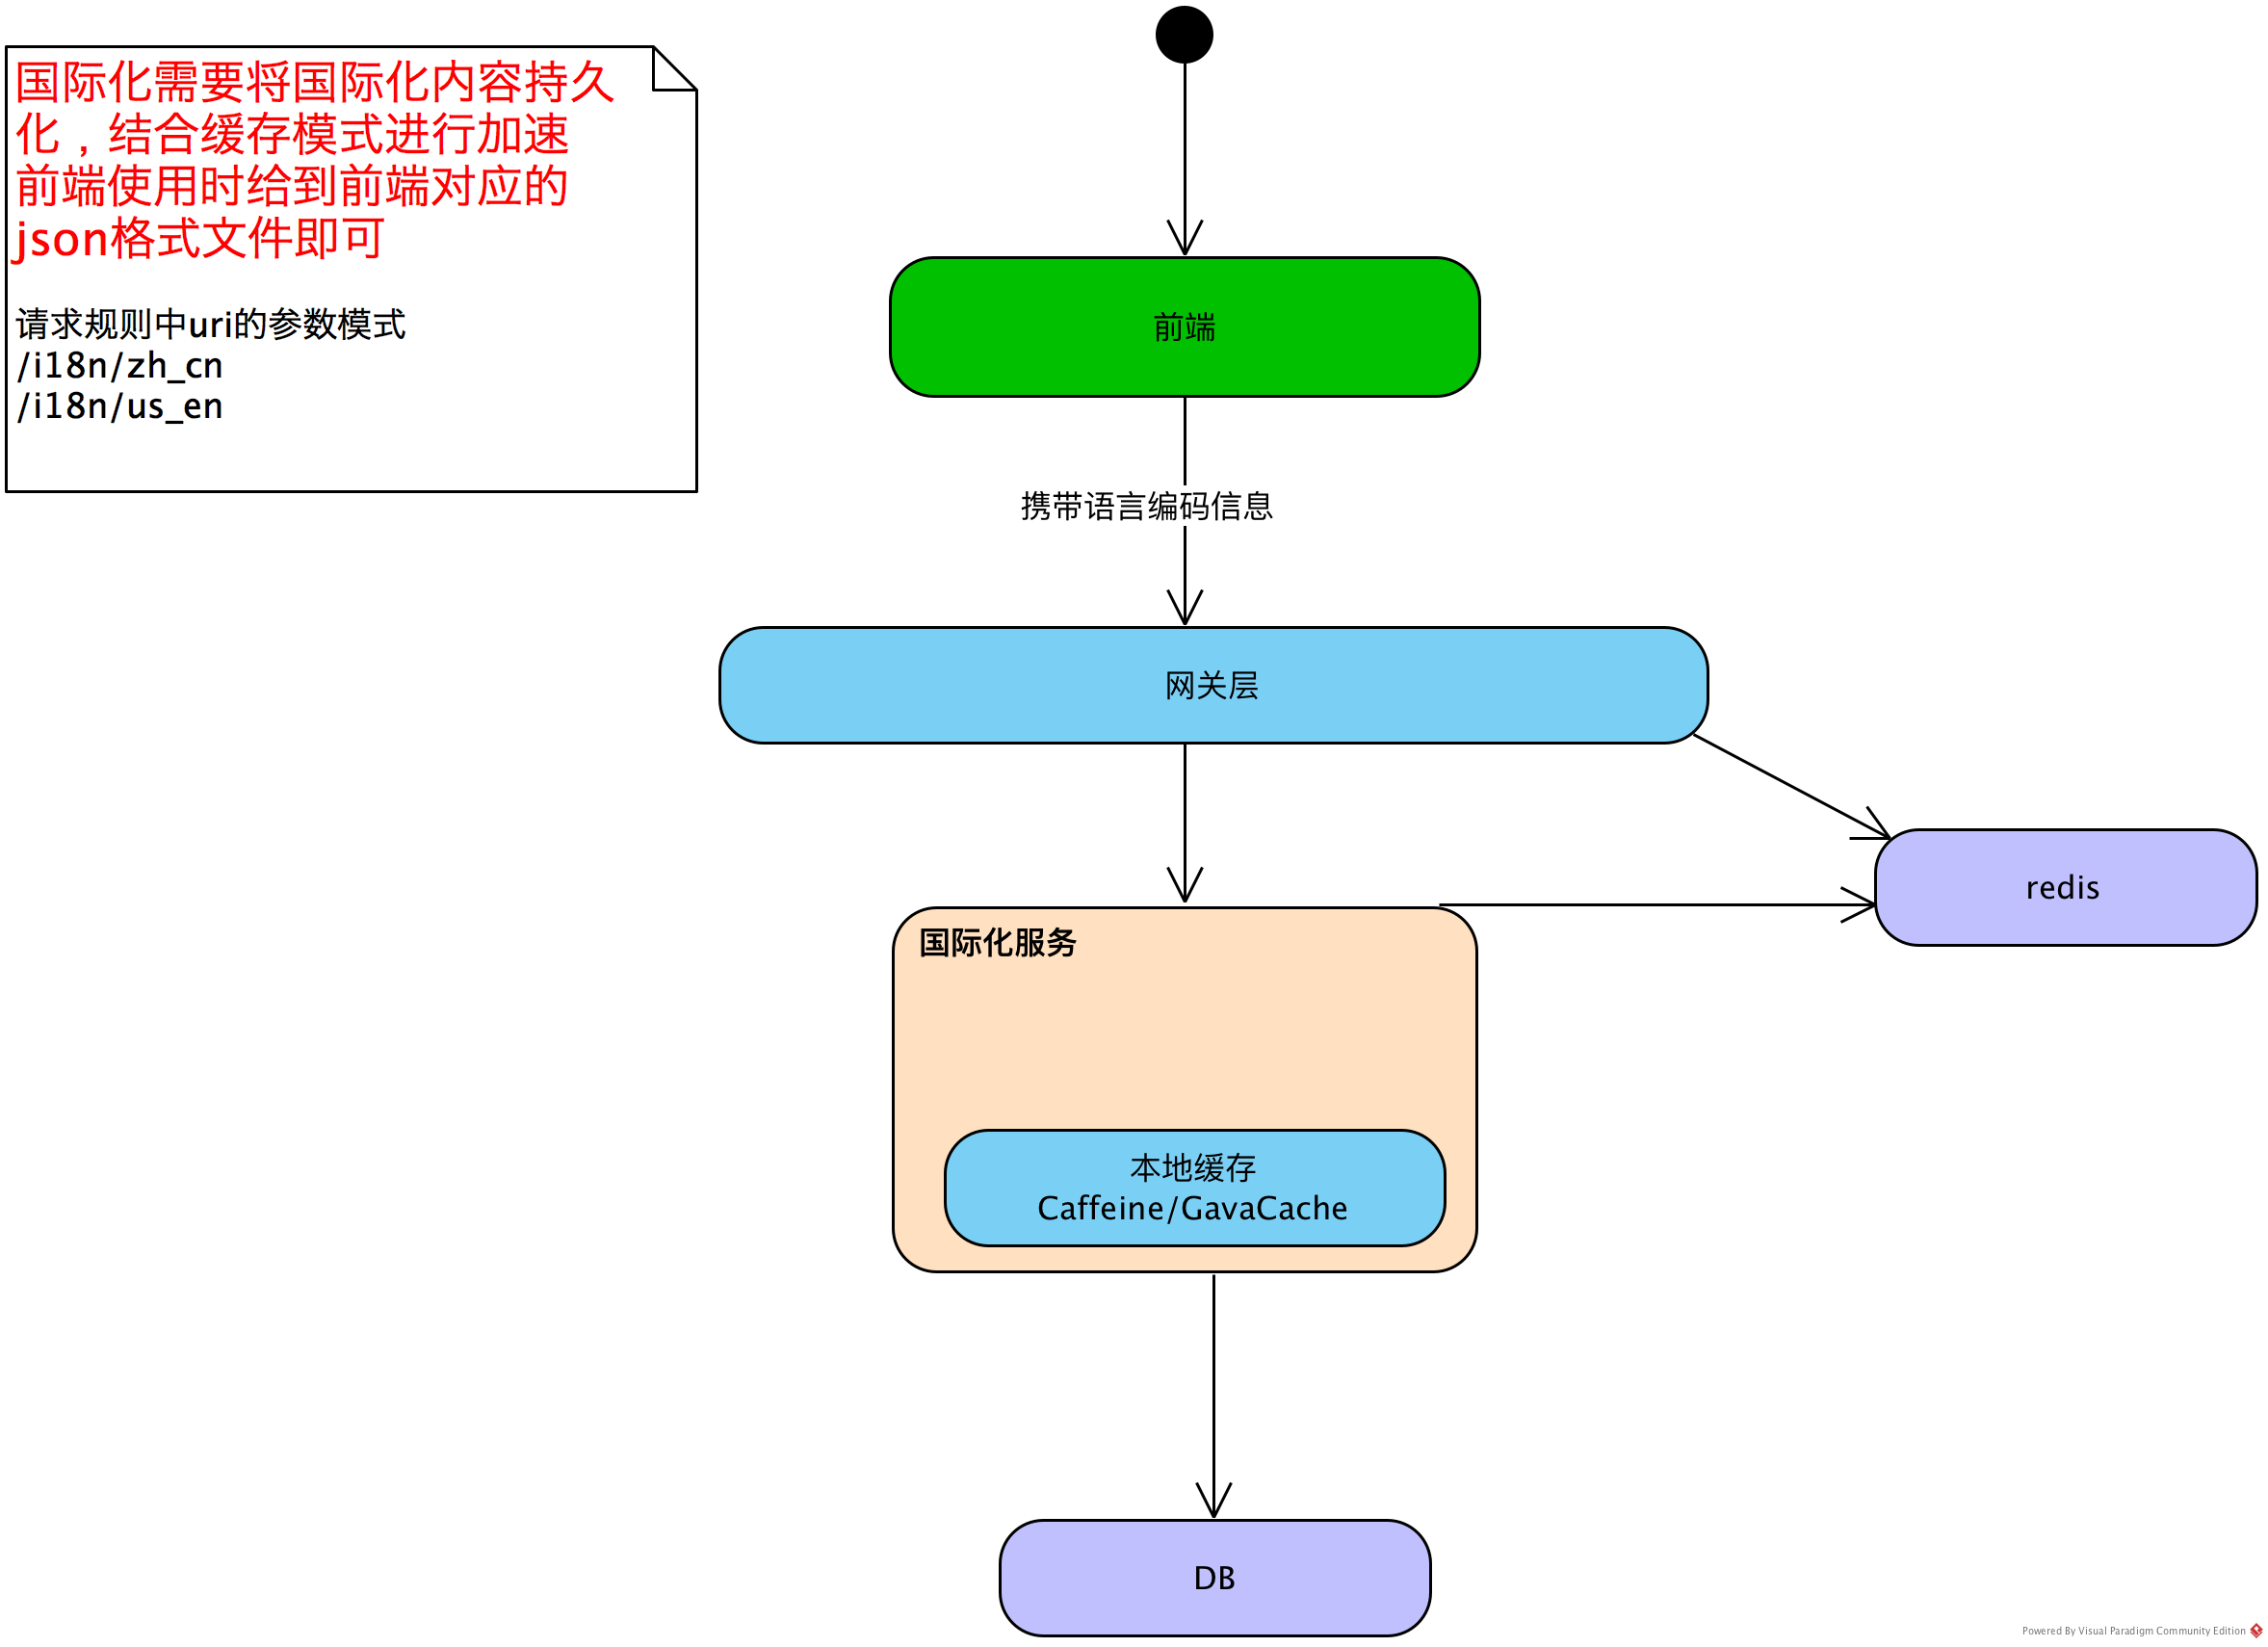 国际化需要将国际化内容持久
化，结合缓存模式进行加速
前端使用时给到前端对应的
json格式文件即可
请求规则中uri的参数模式
/i18n/zh_cn
/i18n/us_en
前端
携带语言编码信息
网关层
redis
国际化服务
本地缓存
Caffeine/GavaCache
DB
Powered By Visual Paradigm Community Edition